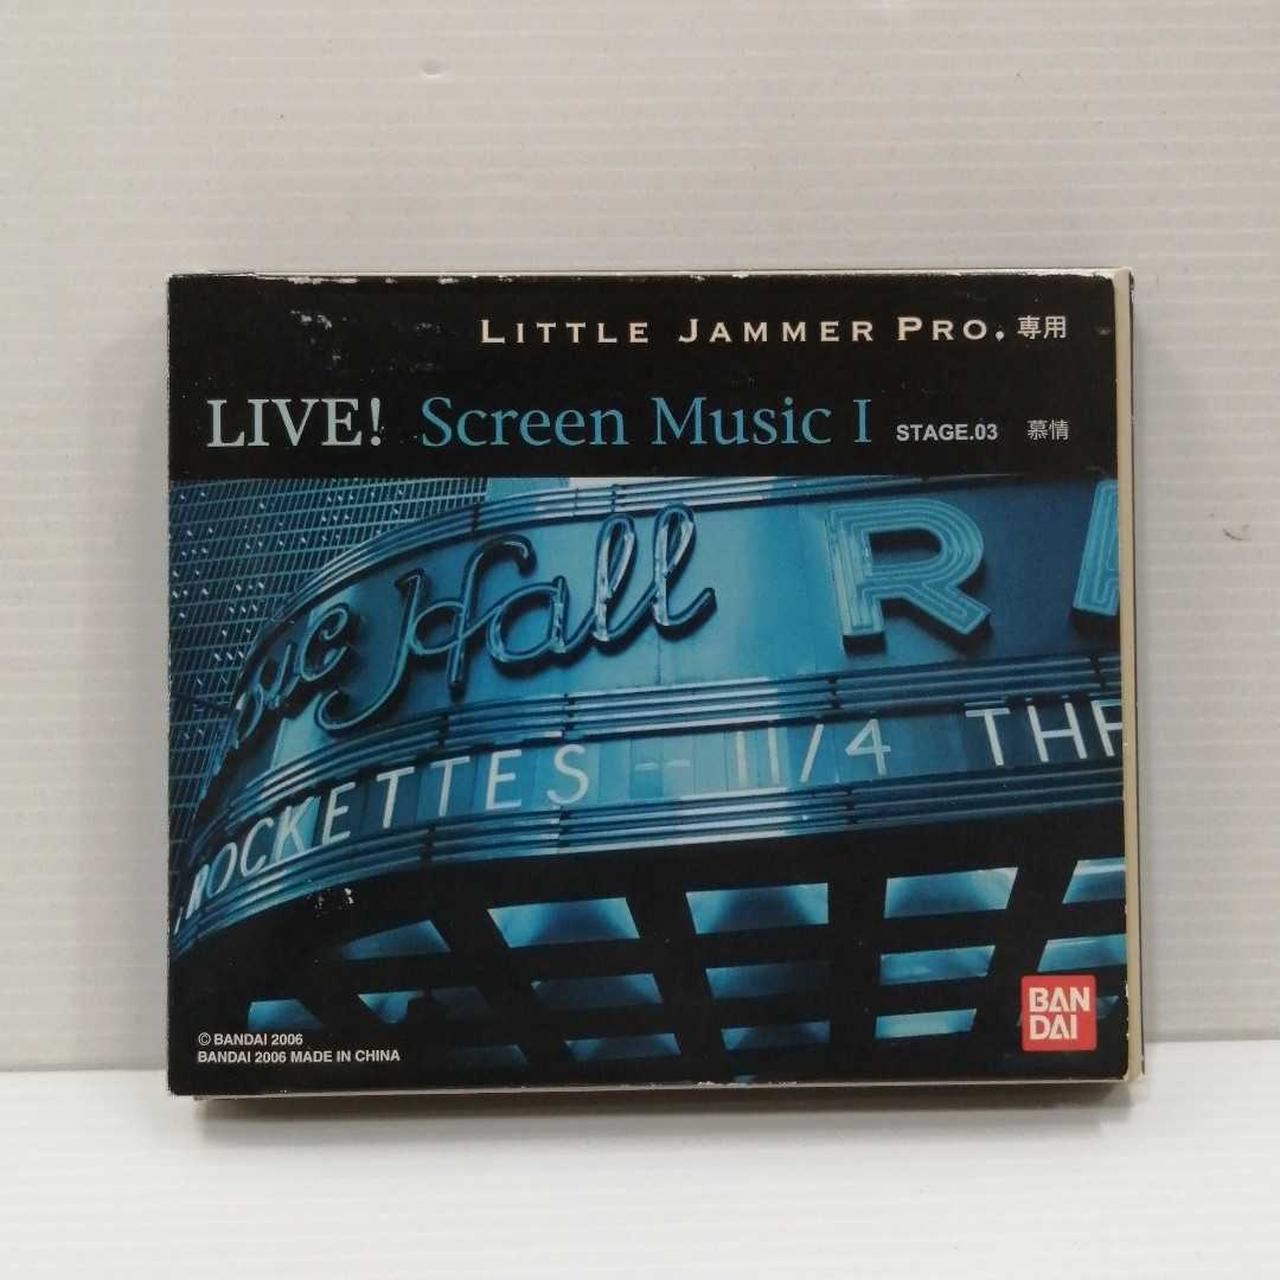 LITTLE JAMMER PRO. 専用
LIVE! Screen Music I STAGE.03 慕情
Hall R
ROCKETTES -- 11/4 THE
BAN
DAI
© BANDAI 2006
BANDAI 2006 MADE IN CHINA